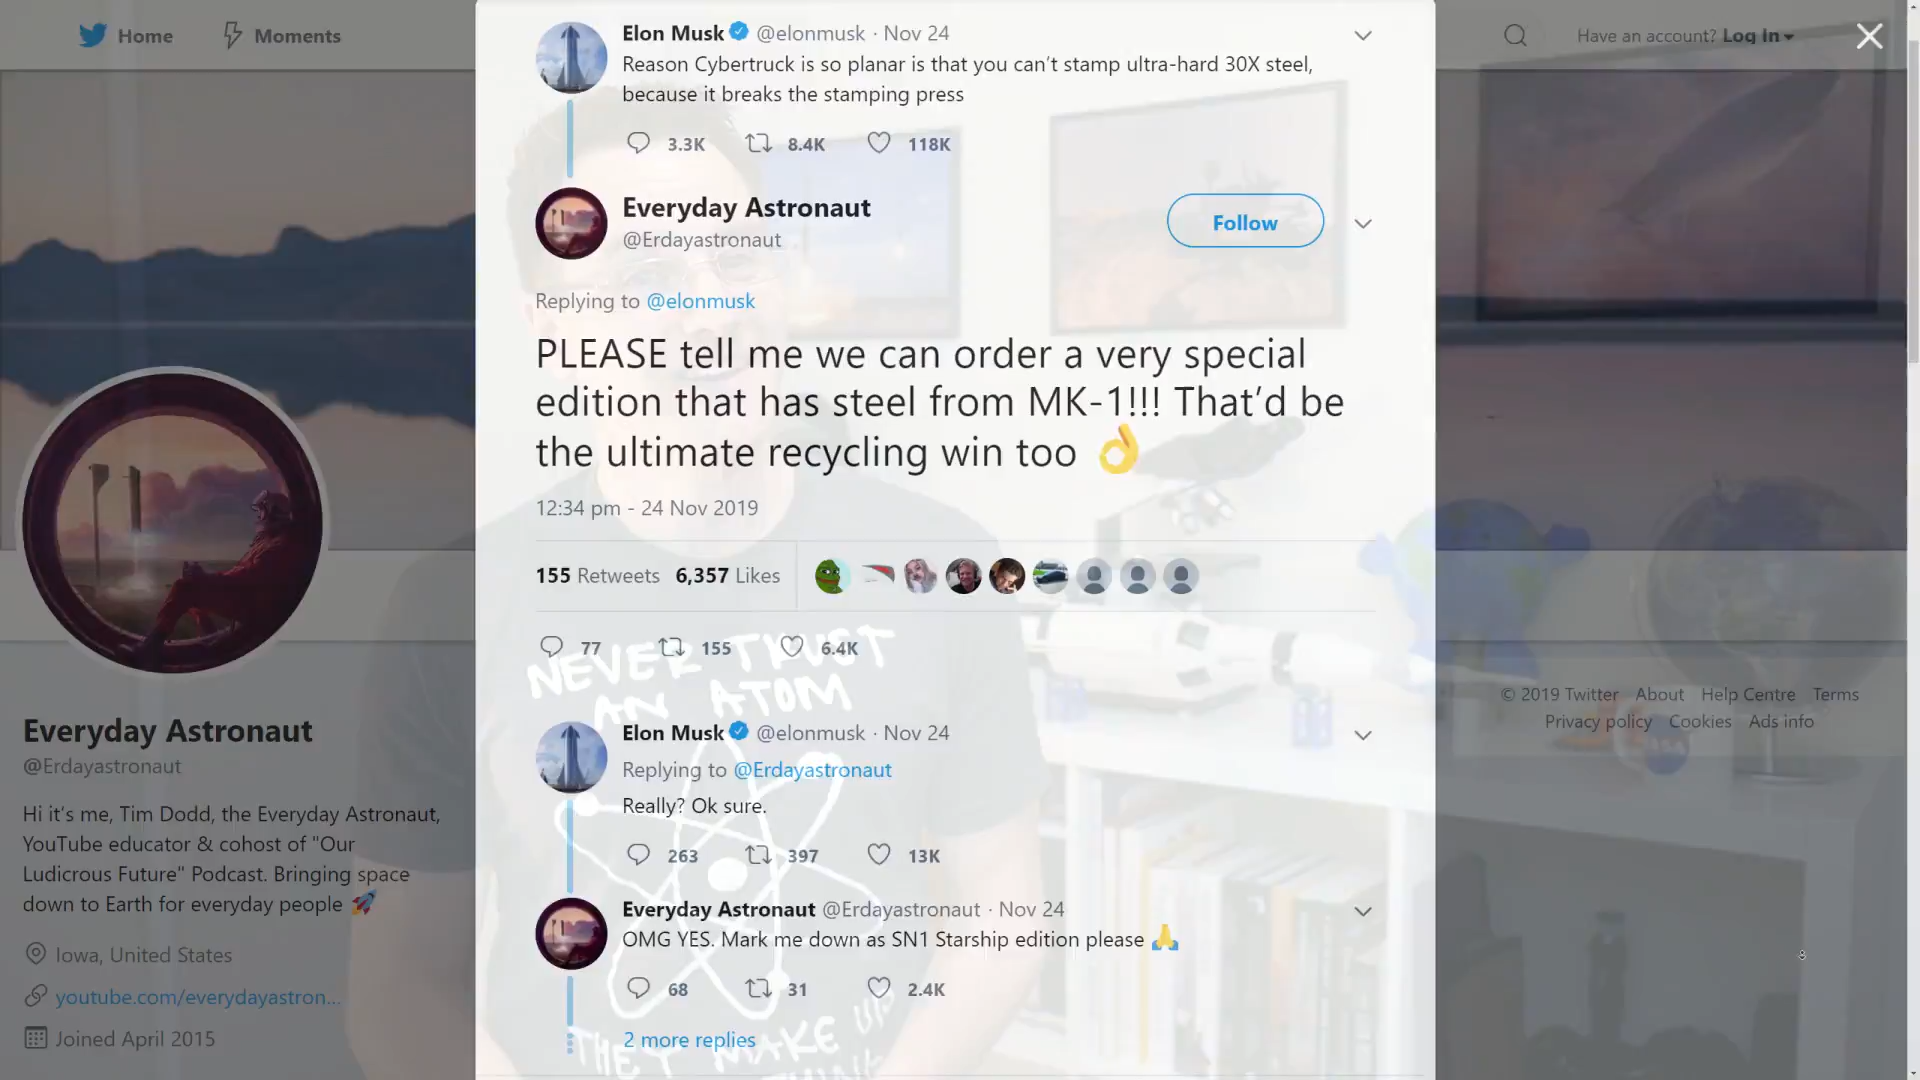 Home
Moments
Have an account? Log In
Elon Musk @elonmusk · Nov 24
Reason Cybertruck is so planar is that you can't stamp ultra-hard 30X steel,
because it breaks the stamping press
3.3K 8.4K 118K
Everyday Astronaut
@Erdayastronaut
Follow
Replying to @elonmusk
PLEASE tell me we can order a very special
edition that has steel from MK-1!!! That'd be
the ultimate recycling win too 👌
12:34 pm - 24 Nov 2019
155 Retweets 6,357 Likes
77 155 6.4K
NEVER TRUST
AN ATOM
Elon Musk @elonmusk · Nov 24
Replying to @Erdayastronaut
Really? Ok sure.
263 397 13K
Everyday Astronaut @Erdayastronaut · Nov 24
OMG YES. Mark me down as SN1 Starship edition please 🙏
68 31 2.4K
2 more replies
THEY MAKE UP
Everyday Astronaut
@Erdayastronaut
Hi it's me, Tim Dodd, the Everyday Astronaut,
YouTube educator & cohost of "Our
Ludicrous Future" Podcast. Bringing space
down to Earth for everyday people 🚀
Iowa, United States
youtube.com/everydayastron...
Joined April 2015
© 2019 Twitter About Help Centre Terms
Privacy policy Cookies Ads info